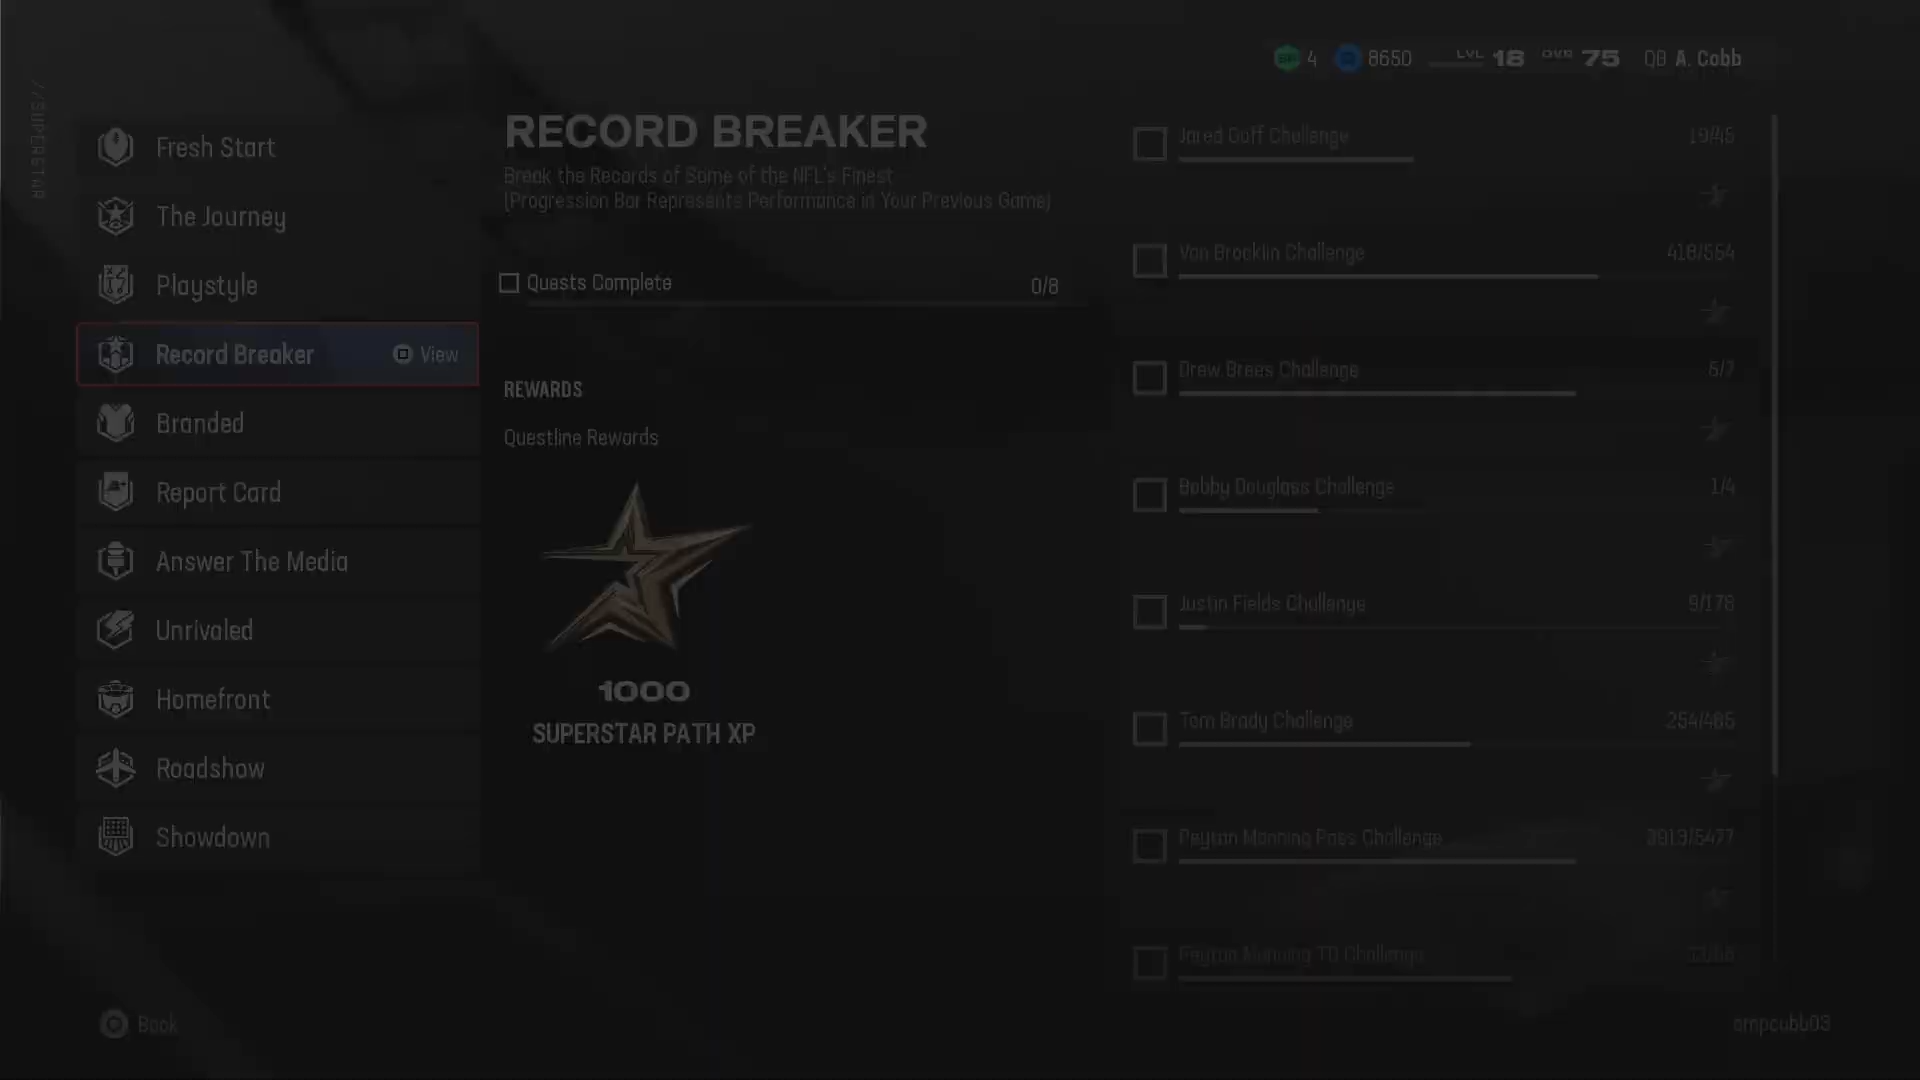 //SUPERSTAR
4
8650
LVL 18
OVR 75
QB A. Cobb
Fresh Start
The Journey
Playstyle
Record Breaker
View
Branded
Report Card
Answer The Media
Unrivaled
Homefront
Roadshow
Showdown
RECORD BREAKER
Break the Records of Some of the NFL's Finest
(Progression Bar Represents Performance in Your Previous Game)
Quests Complete
0/8
REWARDS
Questline Rewards
1000
SUPERSTAR PATH XP
Jared Goff Challenge
19/45
Van Brocklin Challenge
418/554
Drew Brees Challenge
5/7
Bobby Douglass Challenge
1/4
Justin Fields Challenge
9/178
Tom Brady Challenge
254/485
Peyton Manning Pass Challenge
3913/5477
Peyton Manning TD Challenge
Back